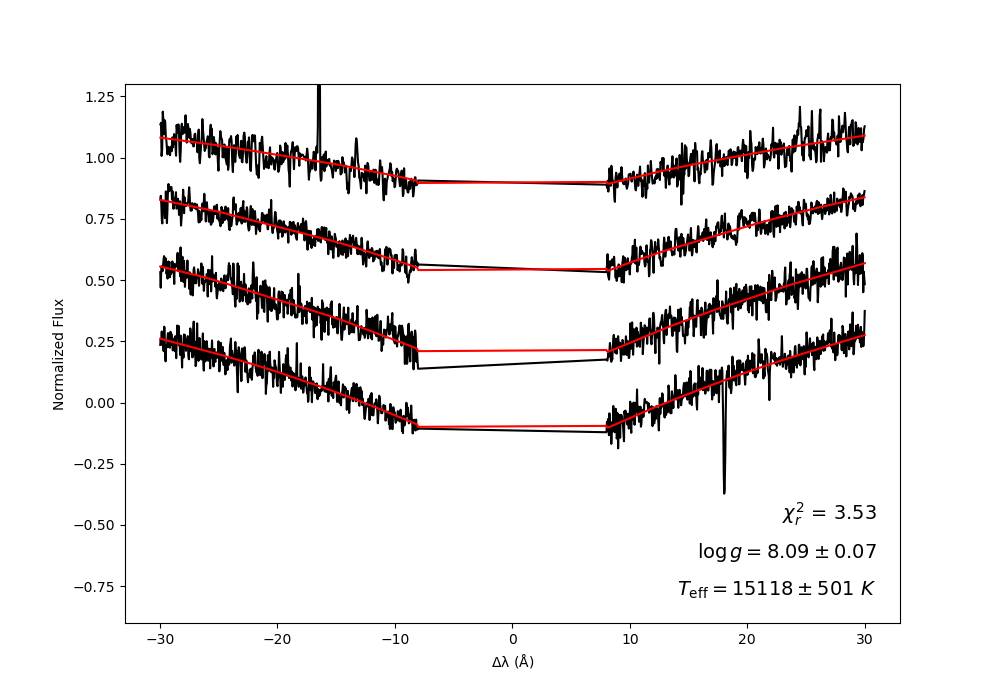 Normalized Flux
1.25
1.00
0.75
0.50
0.25
0.00
−0.25
−0.50
−0.75
χ²ᵣ = 3.53
log g = 8.09 ± 0.07
T_eff = 15118 ± 501 K
−30 −20 −10 0 10 20 30
Δλ (Å)